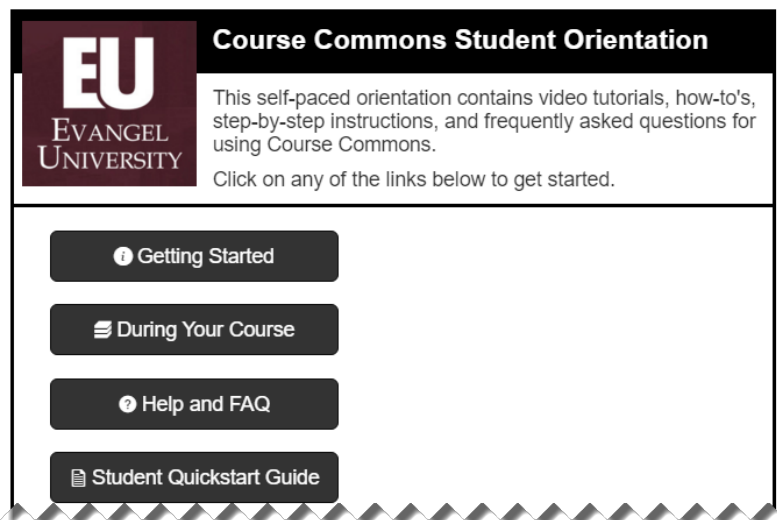 EU
EVANGEL
UNIVERSITY
Course Commons Student Orientation
This self-paced orientation contains video tutorials, how-to's,
step-by-step instructions, and frequently asked questions for
using Course Commons.
Click on any of the links below to get started.
Getting Started
During Your Course
Help and FAQ
Student Quickstart Guide